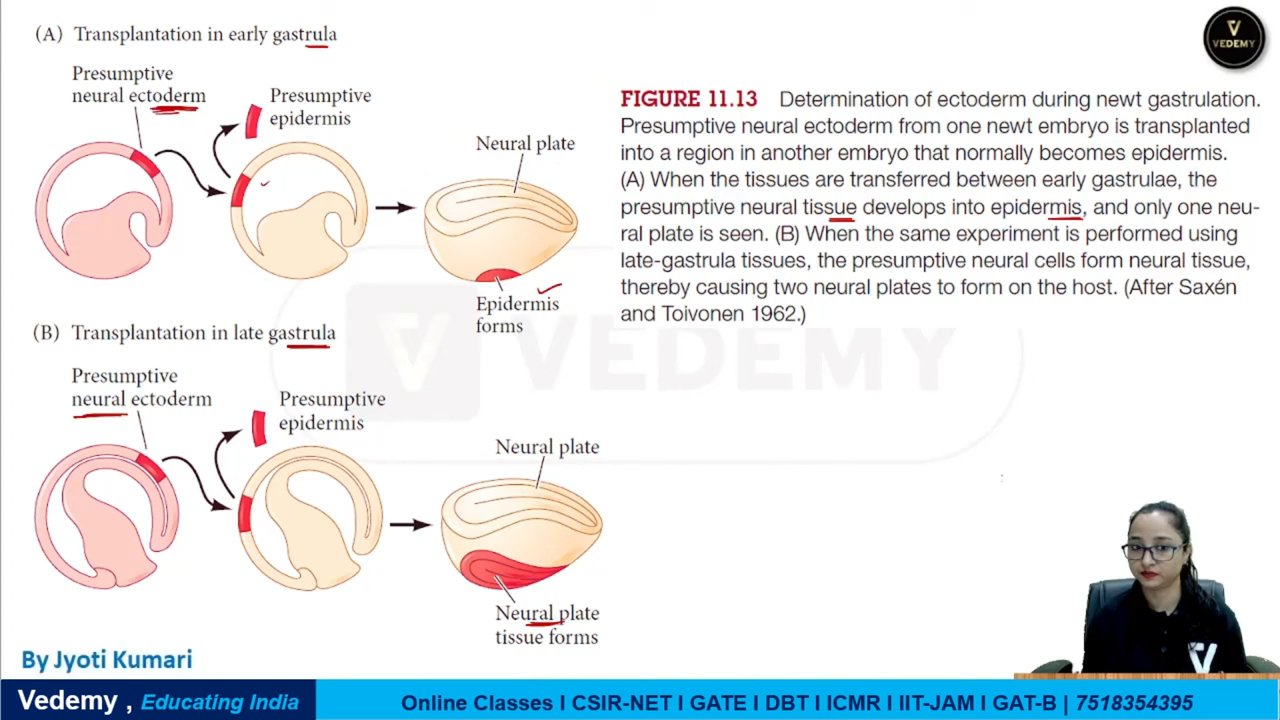 (A) Transplantation in early gastrula
Presumptive
neural ectoderm
Presumptive
epidermis
Neural plate
Epidermis
forms
(B) Transplantation in late gastrula
Presumptive
neural ectoderm
Presumptive
epidermis
Neural plate
Neural plate
tissue forms
VEDEMY
FIGURE 11.13 Determination of ectoderm during newt gastrulation.
Presumptive neural ectoderm from one newt embryo is transplanted
into a region in another embryo that normally becomes epidermis.
(A) When the tissues are transferred between early gastrulae, the
presumptive neural tissue develops into epidermis, and only one neu-
ral plate is seen. (B) When the same experiment is performed using
late-gastrula tissues, the presumptive neural cells form neural tissue,
thereby causing two neural plates to form on the host. (After Saxén
and Toivonen 1962.)
VEDEMY
By Jyoti Kumari
Vedemy , Educating India
Online Classes I CSIR-NET I GATE I DBT I ICMR I IIT-JAM I GAT-B | 7518354395